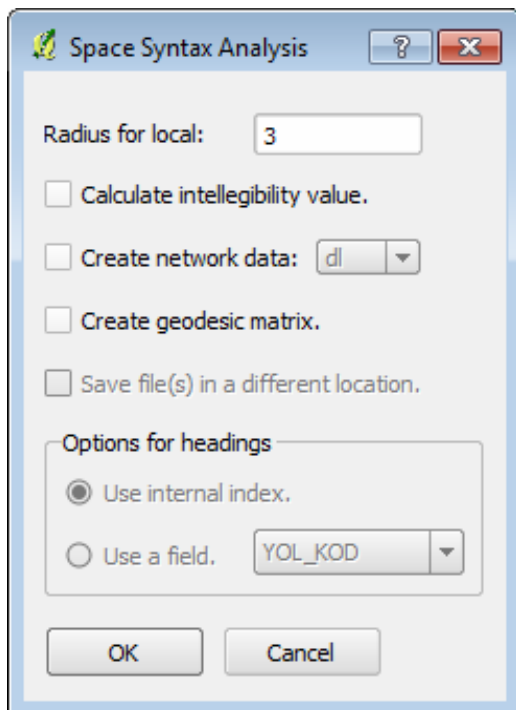 Space Syntax Analysis ?
Radius for local: 3
Calculate intellegibility value.
Create network data: dl
Create geodesic matrix.
Save file(s) in a different location.
Options for headings
Use internal index.
Use a field. YOL_KOD
OK Cancel